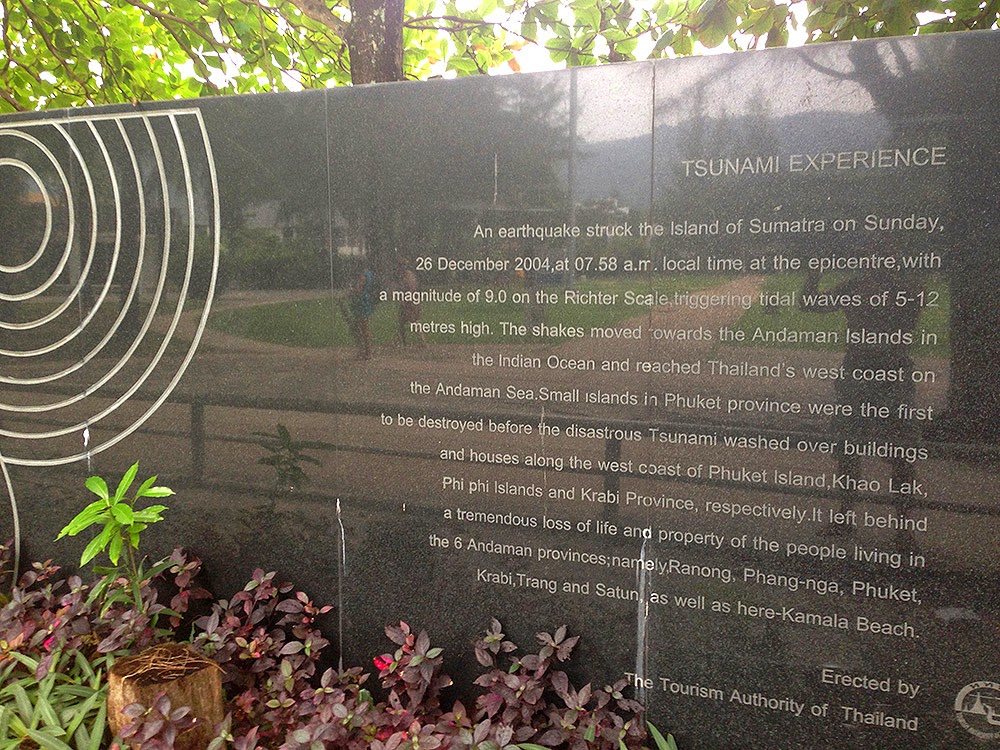 TSUNAMI EXPERIENCE
An earthquake struck the Island of Sumatra on Sunday,
26 December 2004,at 07.58 a.m. local time at the epicentre,with
a magnitude of 9.0 on the Richter Scale,triggering tidal waves of 5-12
metres high. The shakes moved towards the Andaman Islands in
the Indian Ocean and reached Thailand's west coast on
the Andaman Sea.Small Islands in Phuket province were the first
to be destroyed before the disastrous Tsunami washed over buildings
and houses along the west coast of Phuket Island,Khao Lak,
Phi phi Islands and Krabi Province, respectively.It left behind
a tremendous loss of life and property of the people living in
the 6 Andaman provinces;namely,Ranong, Phang-nga, Phuket,
Krabi,Trang and Satun, as well as here-Kamala Beach.
Erected by
The Tourism Authority of Thailand